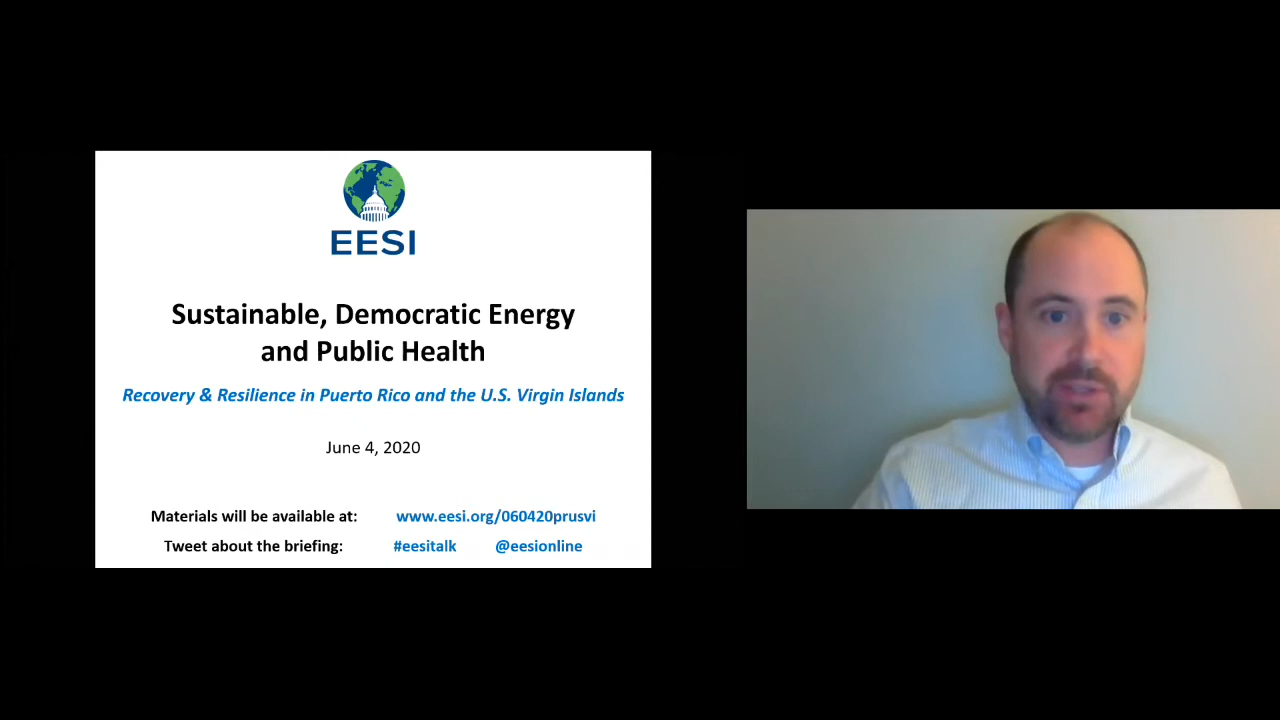 EESI
Sustainable, Democratic Energy
and Public Health
Recovery & Resilience in Puerto Rico and the U.S. Virgin Islands
June 4, 2020
Materials will be available at: www.eesi.org/060420prusvi
Tweet about the briefing: #eesitalk @eesionline